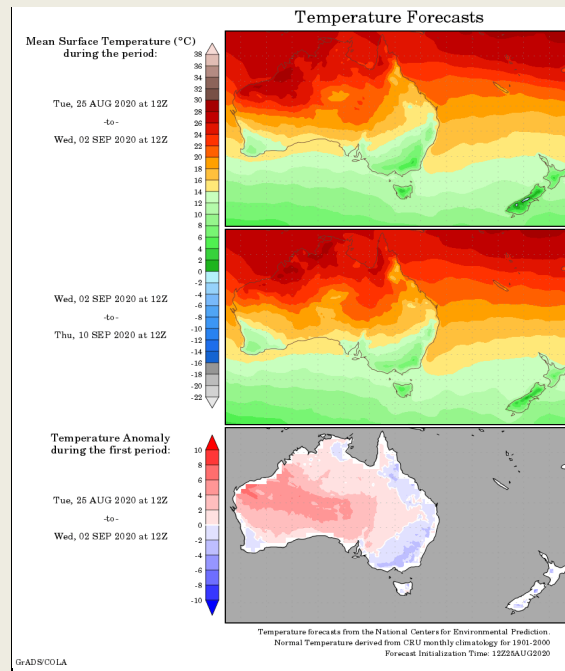 Temperature Forecasts
Mean Surface Temperature (°C)
during the period:
Tue, 25 AUG 2020 at 12Z
-to-
Wed, 02 SEP 2020 at 12Z
38
36
34
32
30
28
26
24
22
20
18
16
14
12
10
8
6
4
2
0
-2
-4
-6
-8
-10
-12
-14
-16
-18
-20
-22
Wed, 02 SEP 2020 at 12Z
-to-
Thu, 10 SEP 2020 at 12Z
Temperature Anomaly
during the first period:
Tue, 25 AUG 2020 at 12Z
-to-
Wed, 02 SEP 2020 at 12Z
10
8
6
4
2
0
-2
-4
-6
-8
-10
Temperature forecasts from the National Centers for Environmental Prediction.
Normal Temperature derived from CRU monthly climatology for 1901-2000
Forecast Initialization Time: 12Z25AUG2020
GrADS/COLA